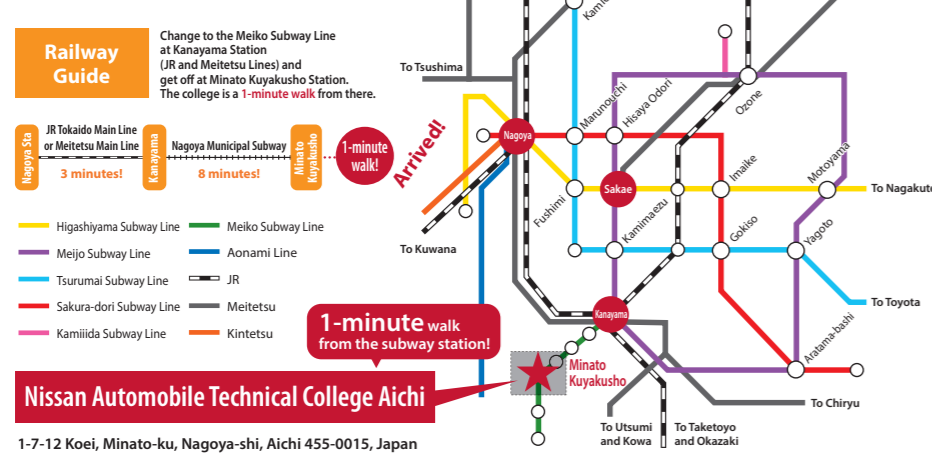 Railway
Guide
Change to the Meiko Subway Line
at Kanayama Station
(JR and Meitetsu Lines) and
get off at Minato Kuyakusho Station.
The college is a 1-minute walk from there.
Nagoya Sta
JR Tokaido Main Line
or Meitetsu Main Line
3 minutes!
Kanayama
Nagoya Municipal Subway
8 minutes!
Minato
Kuyakusho
1-minute
walk!
Arrived!
Higashiyama Subway Line
Meijo Subway Line
Tsurumai Subway Line
Sakura-dori Subway Line
Kamiiida Subway Line
Meiko Subway Line
Aonami Line
JR
Meitetsu
Kintetsu
To Tsushima
Nagoya
Marunouchi
Hisaya Odori
Ozone
Fushimi
Sakae
Imaike
Motoyama
To Nagakute
To Kuwana
Kamimaezu
Gokiso
Yagoto
To Toyota
Kanayama
Aratama-bashi
Minato
Kuyakusho
To Chiryu
To Utsumi
and Kowa
To Taketoyo
and Okazaki
1-minute walk
from the subway station!
Nissan Automobile Technical College Aichi
1-7-12 Koei, Minato-ku, Nagoya-shi, Aichi 455-0015, Japan